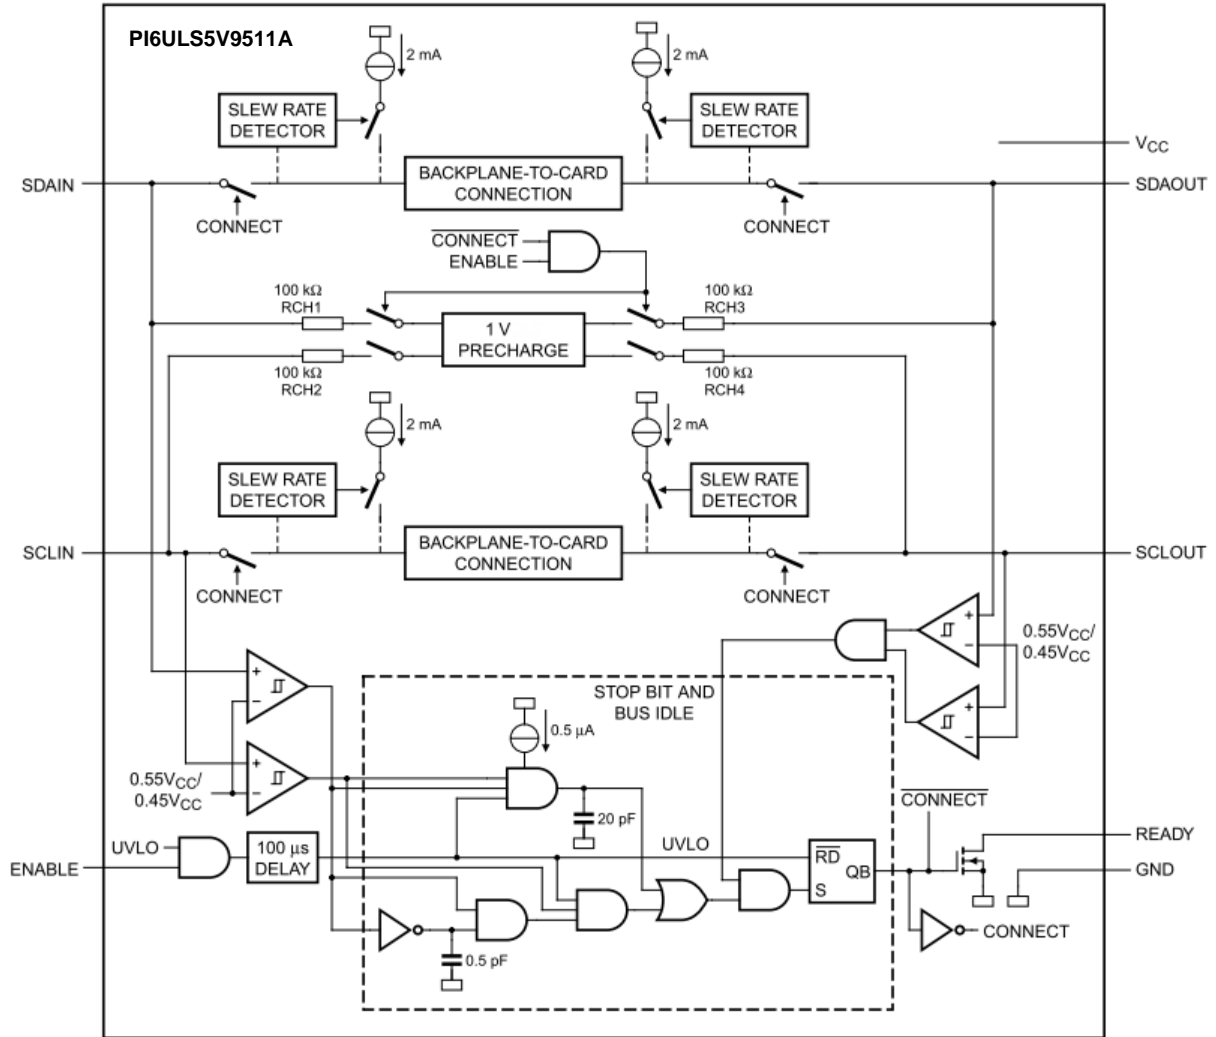 PI6ULS5V9511A
2 mA
2 mA
SLEW RATE
DETECTOR
SLEW RATE
DETECTOR
VCC
SDAIN
BACKPLANE-TO-CARD
CONNECTION
SDAOUT
CONNECT
CONNECT
CONNECT
ENABLE
100 kΩ
RCH1
100 kΩ
RCH3
1 V
PRECHARGE
100 kΩ
RCH2
100 kΩ
RCH4
2 mA
2 mA
SLEW RATE
DETECTOR
SLEW RATE
DETECTOR
SCLIN
BACKPLANE-TO-CARD
CONNECTION
SCLOUT
CONNECT
CONNECT
+
−
+
−
0.55VCC/
0.45VCC
+
−
+
−
0.55VCC/
0.45VCC
STOP BIT AND
BUS IDLE
0.5 µA
20 pF
CONNECT
UVLO
ENABLE
100 µs
DELAY
UVLO
RD
QB
S
READY
GND
CONNECT
0.5 pF